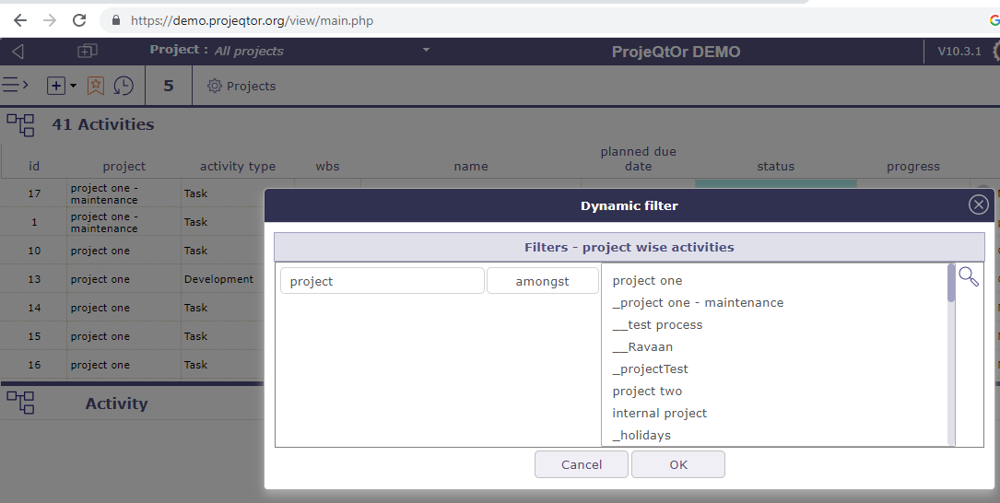 https://demo.projeqtor.org/view/main.php
Project : All projects
ProjeQtOr DEMO
V10.3.1
5
Projects
41 Activities
id project activity type wbs name planned due date status progress
17 project one - maintenance Task
1 project one - maintenance Task
10 project one Task
13 project one Development
14 project one Task
15 project one Task
16 project one Task
Activity
Dynamic filter
Filters - project wise activities
project amongst
project one
_project one - maintenance
__test process
__Ravaan
_projectTest
project two
internal project
_holidays
Cancel OK